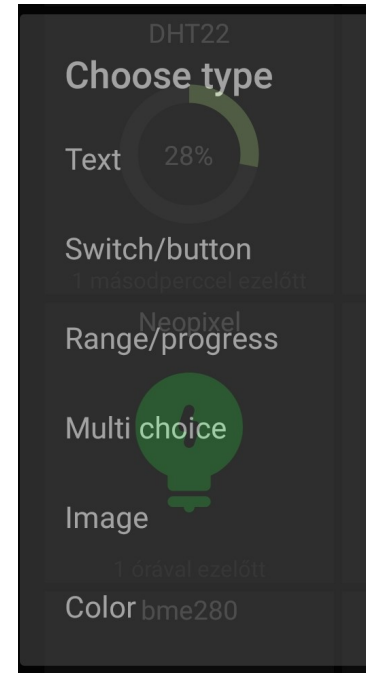 DHT22
Choose type
Text 28%
Switch/button
1 másodperccel ezelőtt
Neopixel
Range/progress
Multi choice
Image
1 órával ezelőtt
Color bme280